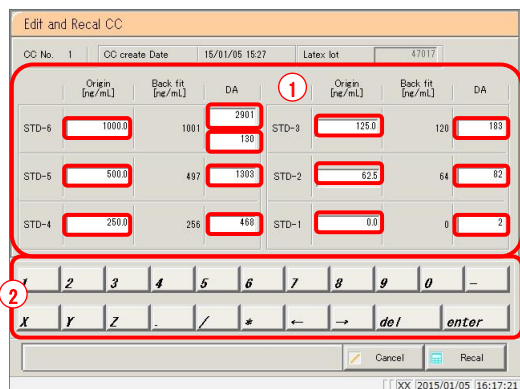 Edit and Recal CC
CC No. 1 CC create Date 15/01/05 15:27 Latex lot 47017
Origin [ng/mL] Back fit [ng/mL] DA 1 Origin [ng/mL] Back fit [ng/mL] DA
STD-6 1000.0 1001 2901 130 STD-3 125.0 120 183
STD-5 500.0 497 1303 STD-2 62.5 64 82
STD-4 250.0 256 468 STD-1 0.0 0 2
2
1 2 3 4 5 6 7 8 9 0 –
X Y Z . / * ← → del enter
Cancel Recal
XX 2015/01/05 16:17:21